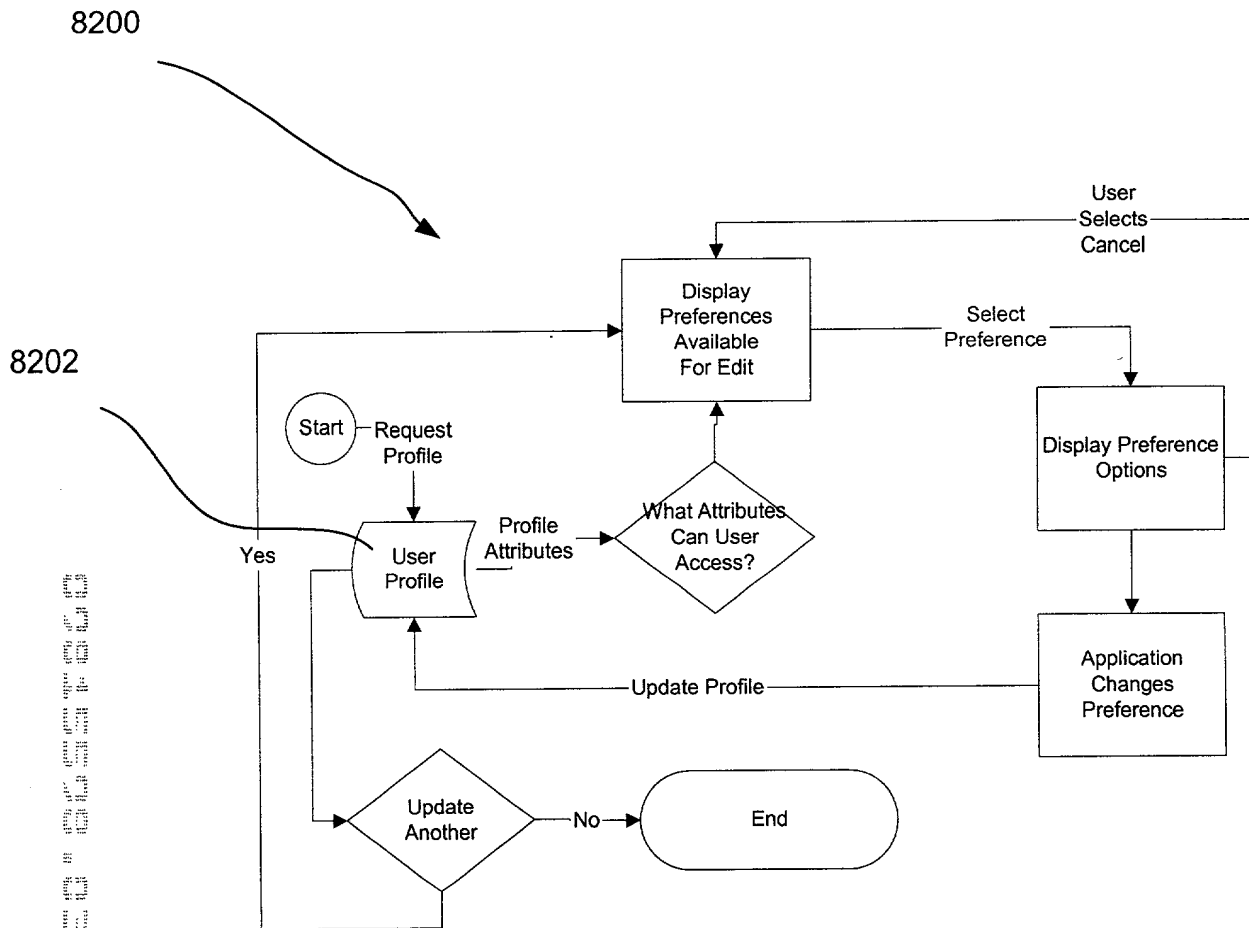 8200
User
Selects
Cancel
Display
Preferences
Available
For Edit
Select
Preference
8202
Start
Request
Profile
Display Preference
Options
What Attributes
Can User
Access?
Profile
Attributes
User
Profile
Yes
Application
Changes
Preference
Update Profile
Update
Another
No
End